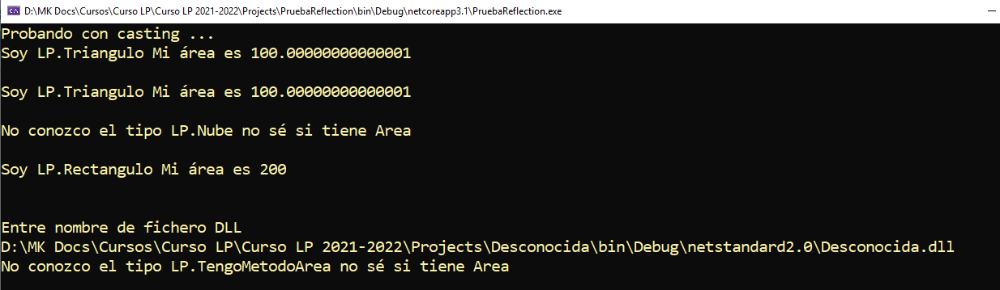 D:\MK Docs\Cursos\Curso LP\Curso LP 2021-2022\Projects\PruebaReflection\bin\Debug\netcoreapp3.1\PruebaReflection.exe
Probando con casting ...
Soy LP.Triangulo Mi área es 100.00000000000001
Soy LP.Triangulo Mi área es 100.00000000000001
No conozco el tipo LP.Nube no sé si tiene Area
Soy LP.Rectangulo Mi área es 200
Entre nombre de fichero DLL
D:\MK Docs\Cursos\Curso LP\Curso LP 2021-2022\Projects\Desconocida\bin\Debug\netstandard2.0\Desconocida.dll
No conozco el tipo LP.TengoMetodoArea no sé si tiene Area